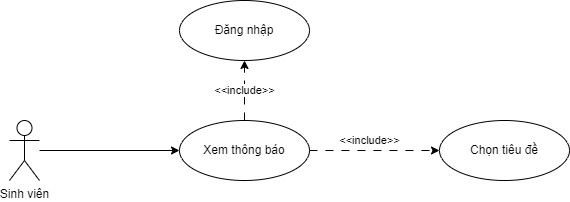 Đăng nhập
<<include>>
Xem thông báo
<<include>>
Chọn tiêu đề
Sinh viên